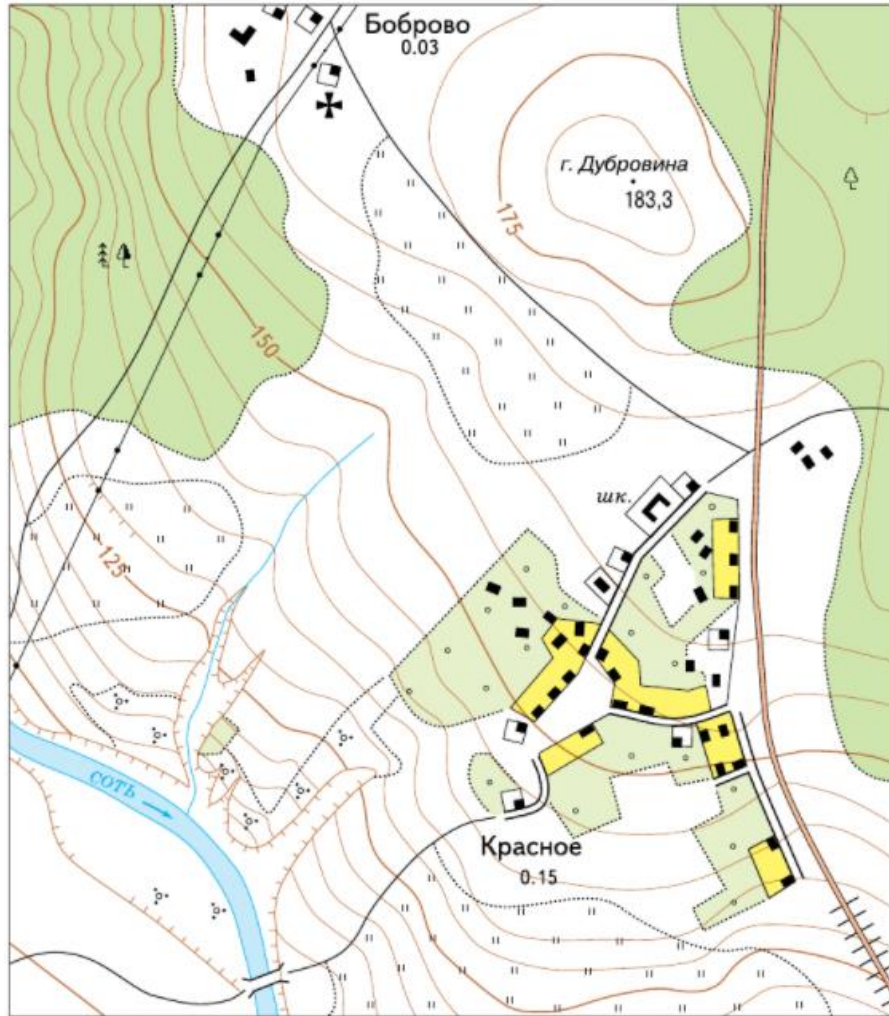 Боброво
0.03
г. Дубровина
183,3
175
150
шк.
125
СОТЬ
Красное
0.15